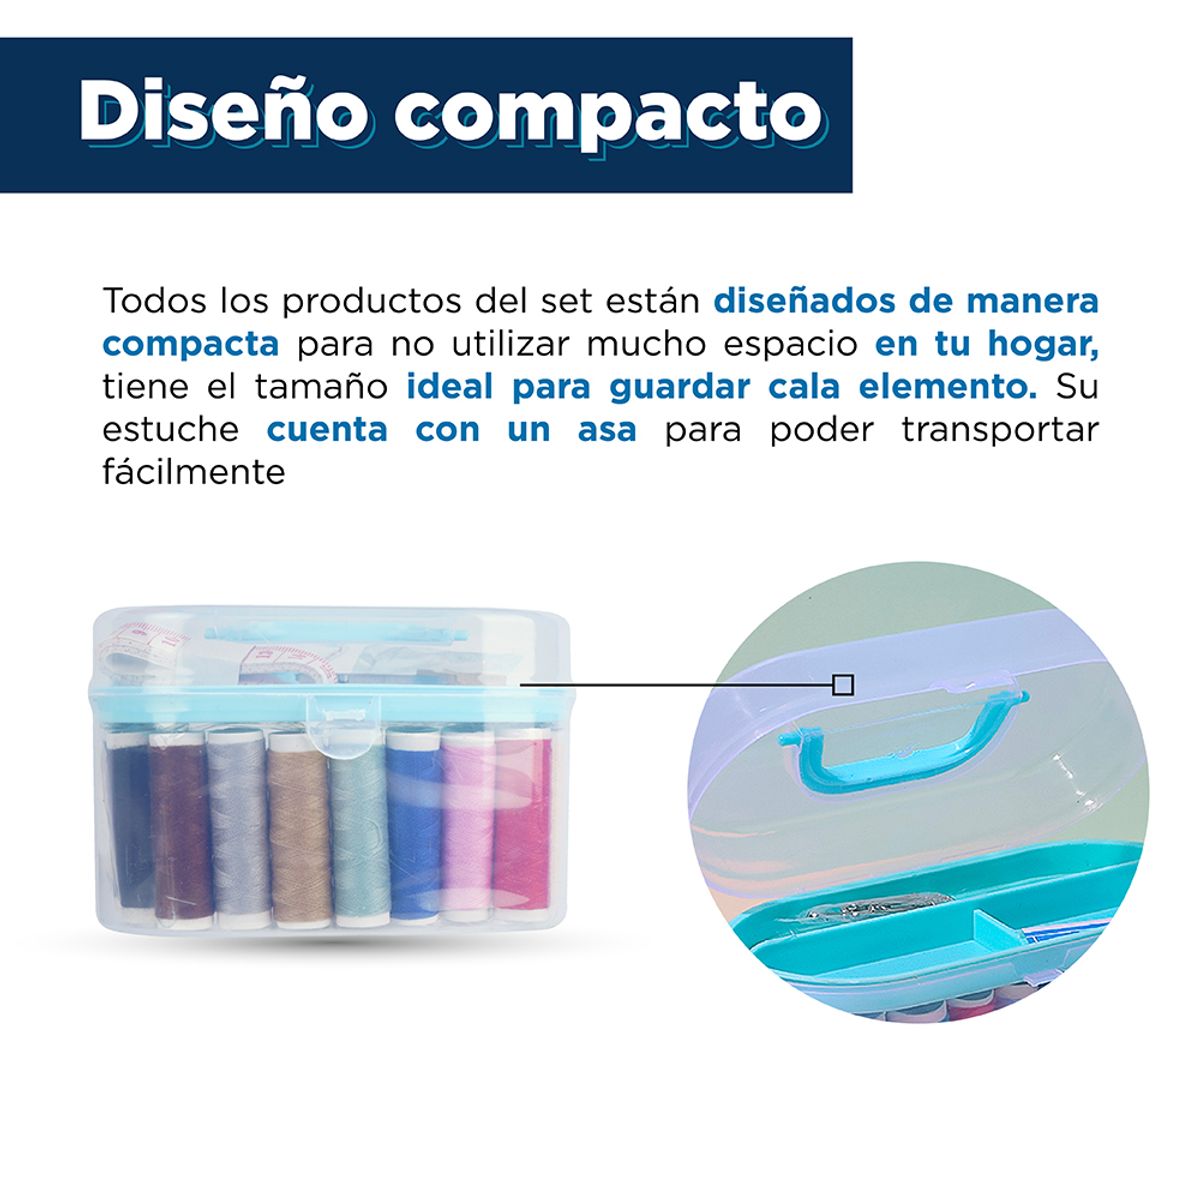 Diseño compacto
Todos los productos del set están diseñados de manera
compacta para no utilizar mucho espacio en tu hogar,
tiene el tamaño ideal para guardar cala elemento. Su
estuche cuenta con un asa para poder transportar
fácilmente